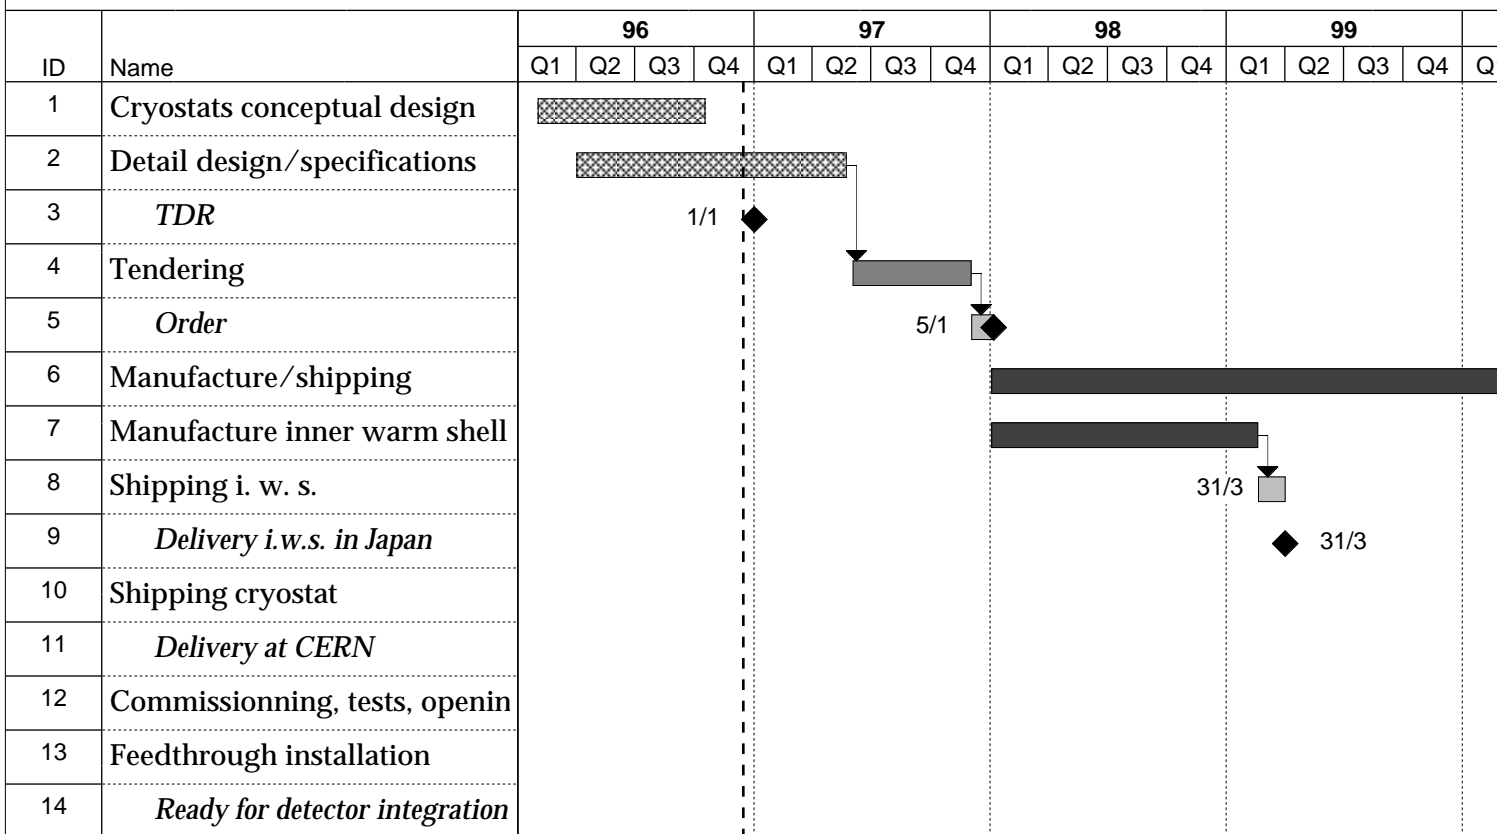 96 97 98 99
ID Name Q1 Q2 Q3 Q4 Q1 Q2 Q3 Q4 Q1 Q2 Q3 Q4 Q1 Q2 Q3 Q4 Q
1 Cryostats conceptual design
2 Detail design/specifications
3 TDR 1/1
4 Tendering
5 Order 5/1
6 Manufacture/shipping
7 Manufacture inner warm shell
8 Shipping i. w. s. 31/3
9 Delivery i.w.s. in Japan 31/3
10 Shipping cryostat
11 Delivery at CERN
12 Commissionning, tests, openin
13 Feedthrough installation
14 Ready for detector integration